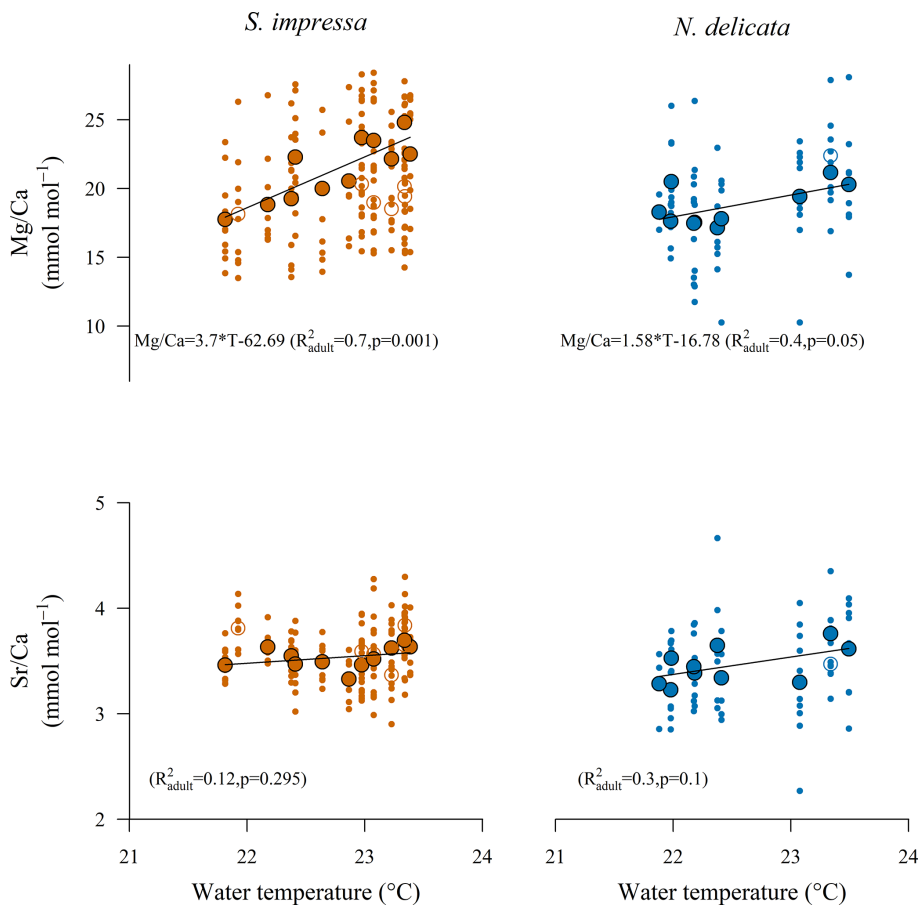 S. impressa
N. delicata
Mg/Ca
(mmol mol⁻¹)
25
20
15
10
Mg/Ca=3.7*T-62.69 (R²adult=0.7,p=0.001)
Mg/Ca=1.58*T-16.78 (R²adult=0.4,p=0.05)
Sr/Ca
(mmol mol⁻¹)
5
4
3
2
(R²adult=0.12,p=0.295)
(R²adult=0.3,p=0.1)
21 22 23 24
21 22 23 24
Water temperature (°C)
Water temperature (°C)